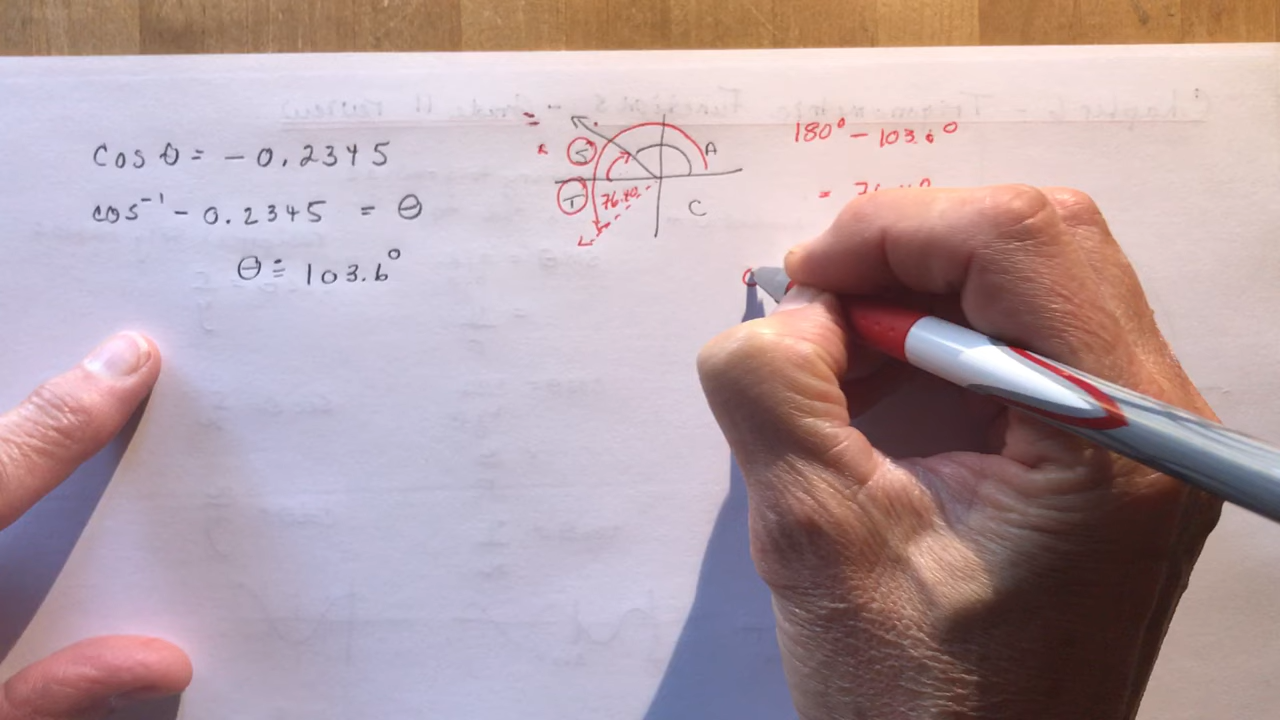 cos θ = -0.2345
cos⁻¹ -0.2345 = θ
θ ≐ 103.6°
S
A
T
76.4°
C
180° - 103.6°
=